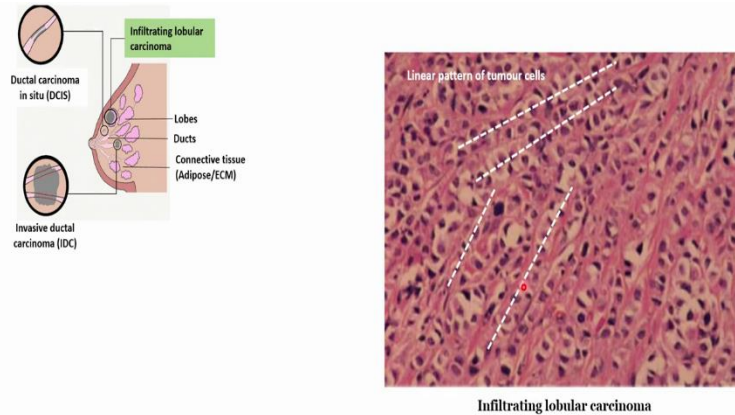 Infiltrating lobular
carcinoma
Ductal carcinoma
in situ (DCIS)
Lobes
Ducts
Connective tissue
(Adipose/ECM)
Invasive ductal
carcinoma (IDC)
Linear pattern of tumour cells
Infiltrating lobular carcinoma